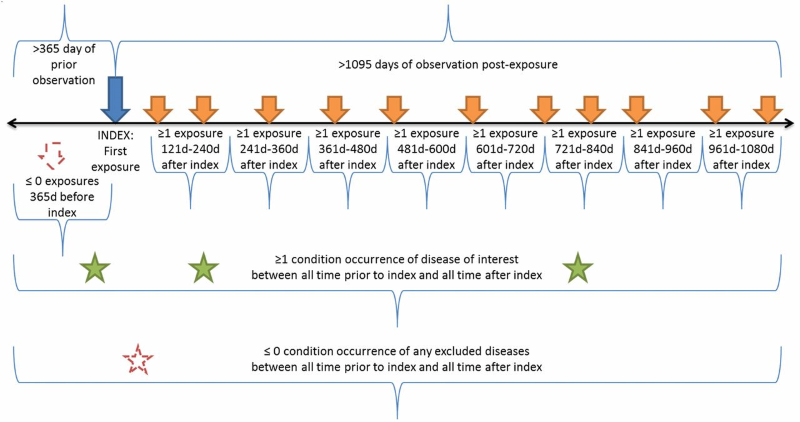 >365 day of
prior
observation
>1095 days of observation post-exposure
INDEX:
First
exposure
≥1 exposure
121d-240d
after index
≥1 exposure
241d-360d
after index
≥1 exposure
361d-480d
after index
≥1 exposure
481d-600d
after index
≥1 exposure
601d-720d
after index
≥1 exposure
721d-840d
after index
≥1 exposure
841d-960d
after index
≥1 exposure
961d-1080d
after index
≤ 0 exposures
365d before
index
≥1 condition occurrence of disease of interest
between all time prior to index and all time after index
≤ 0 condition occurrence of any excluded diseases
between all time prior to index and all time after index